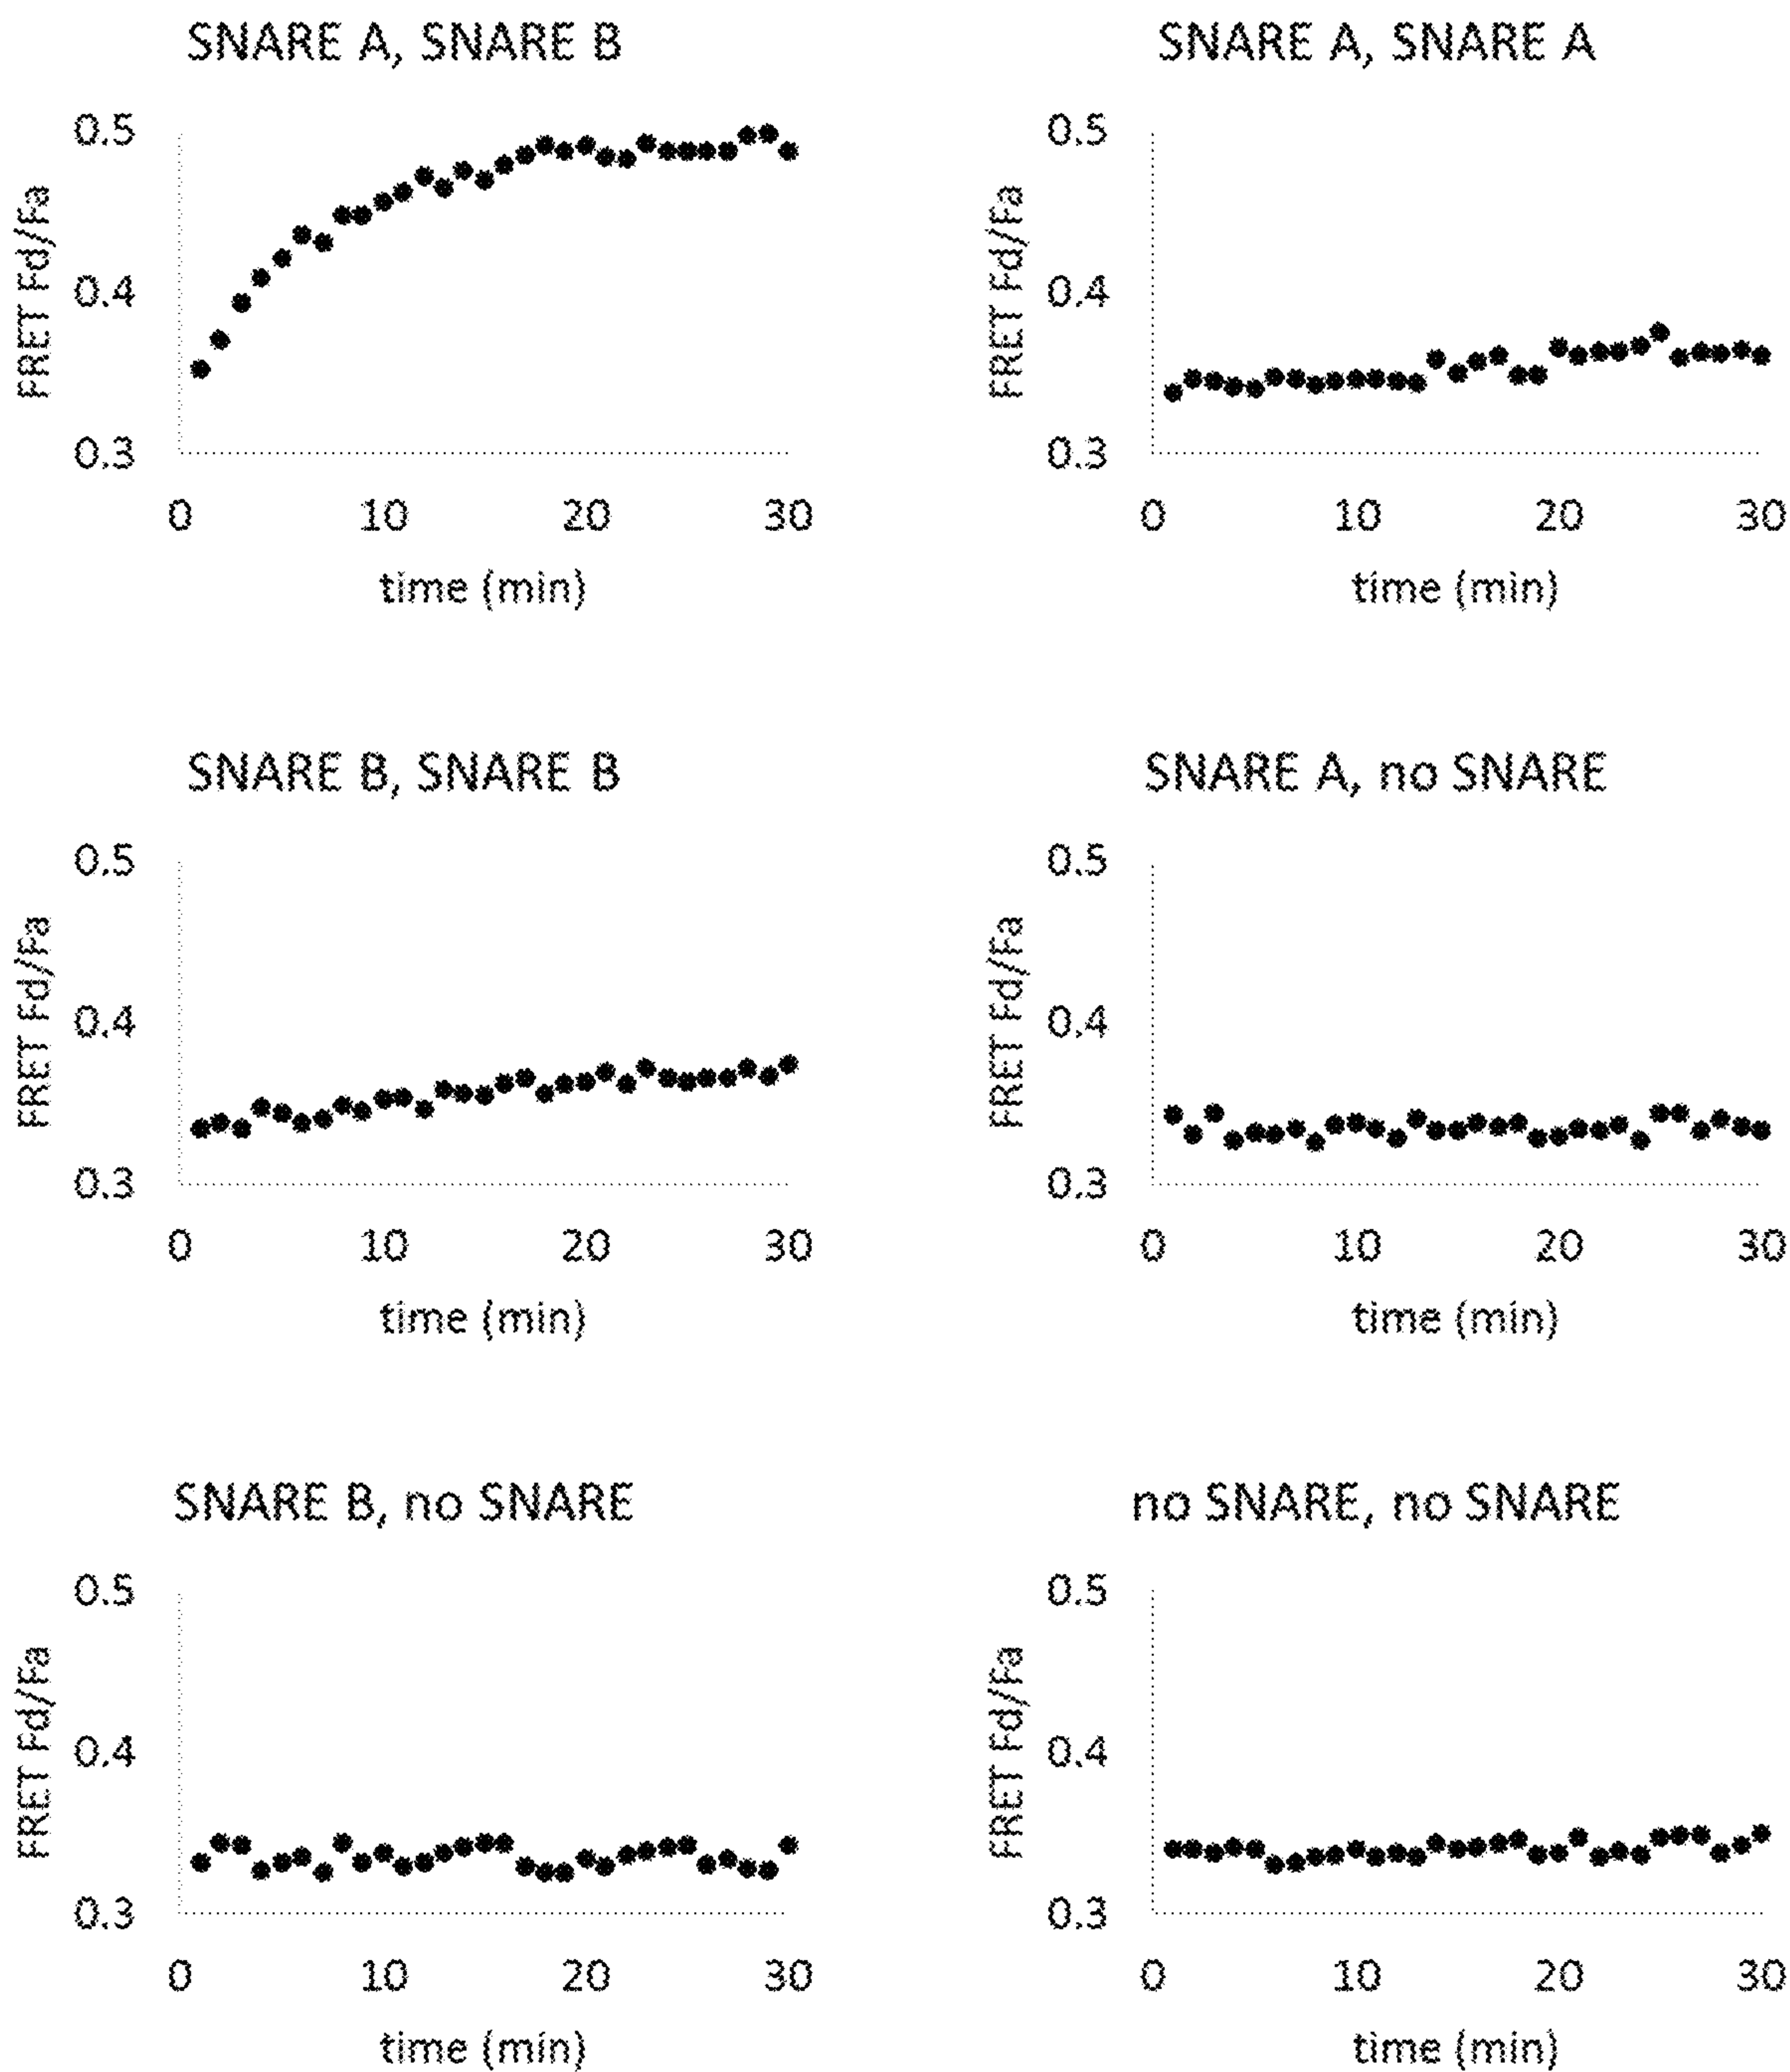 SNARE A, SNARE B
0.5
0.4
0.3
FRET Fd/Fa
0 10 20 30
time (min)
SNARE A, SNARE A
0.5
0.4
0.3
FRET Fd/Fa
0 10 20 30
time (min)
SNARE B, SNARE B
0.5
0.4
0.3
FRET Fd/Fa
0 10 20 30
time (min)
SNARE A, no SNARE
0.5
0.4
0.3
FRET Fd/Fa
0 10 20 30
time (min)
SNARE B, no SNARE
0.5
0.4
0.3
FRET Fd/Fa
0 10 20 30
time (min)
no SNARE, no SNARE
0.5
0.4
0.3
FRET Fd/Fa
0 10 20 30
time (min)